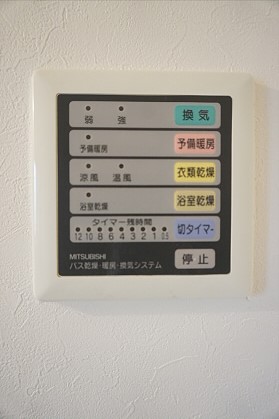 弱 強 換気
予備暖房 予備暖房
涼風 温風 衣類乾燥
浴室乾燥 浴室乾燥
タイマー残時間
12 10 8 6 4 3 2 1 0.5 切タイマー
MITSUBISHI
バス乾燥・暖房・換気システム 停止